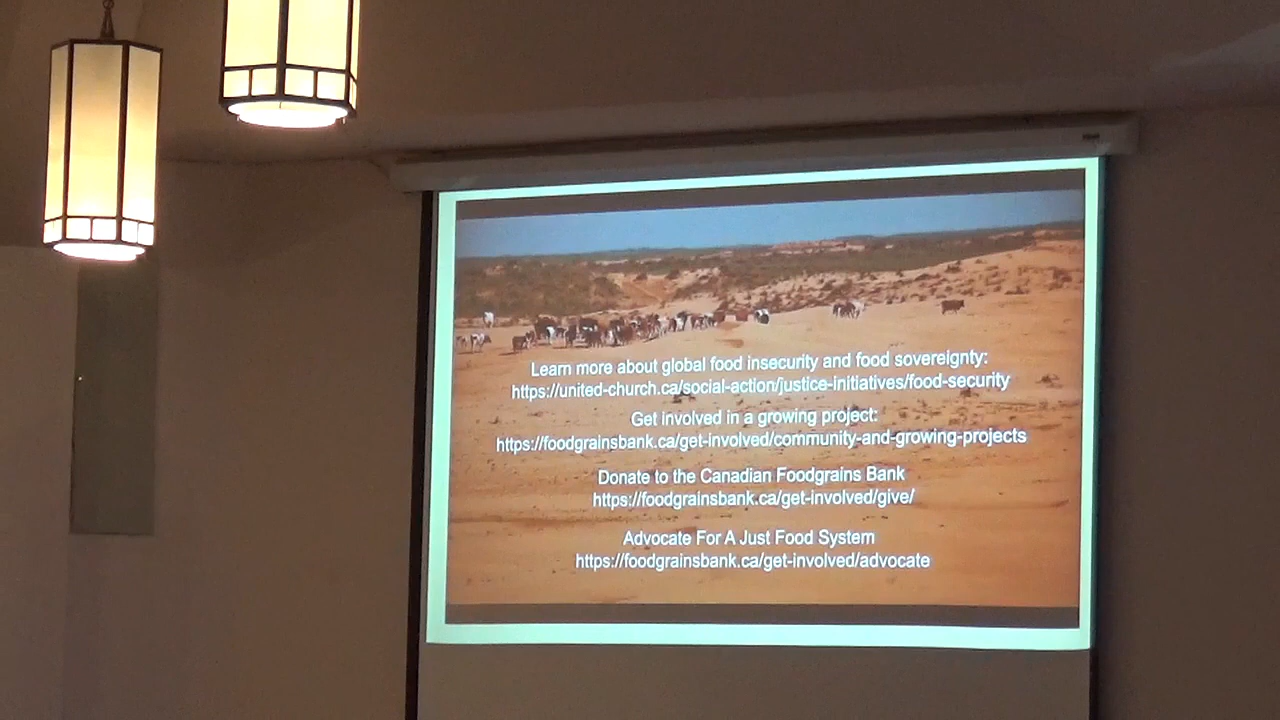 Learn more about global food insecurity and food sovereignty:
https://united-church.ca/social-action/justice-initiatives/food-security
Get involved in a growing project:
https://foodgrainsbank.ca/get-involved/community-and-growing-projects
Donate to the Canadian Foodgrains Bank
https://foodgrainsbank.ca/get-involved/give/
Advocate For A Just Food System
https://foodgrainsbank.ca/get-involved/advocate